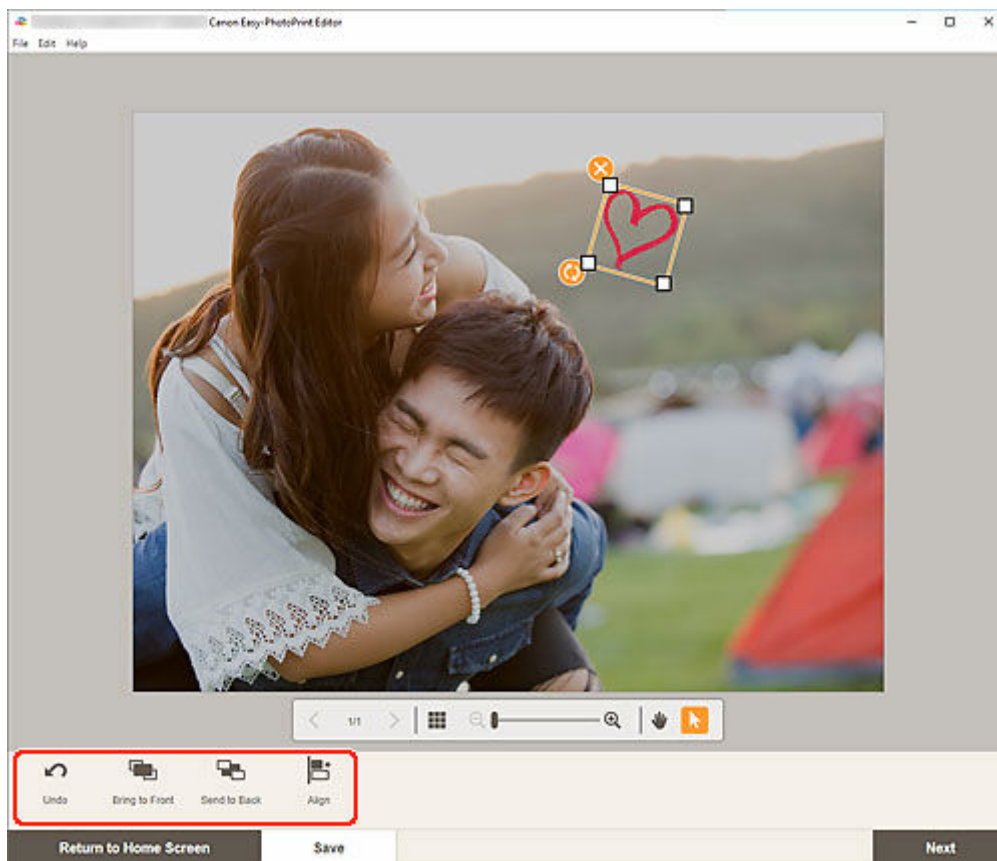 Canon Easy-PhotoPrint Editor
File Edit Help
1/1
Undo Bring to Front Send to Back Align
Return to Home Screen Save Next